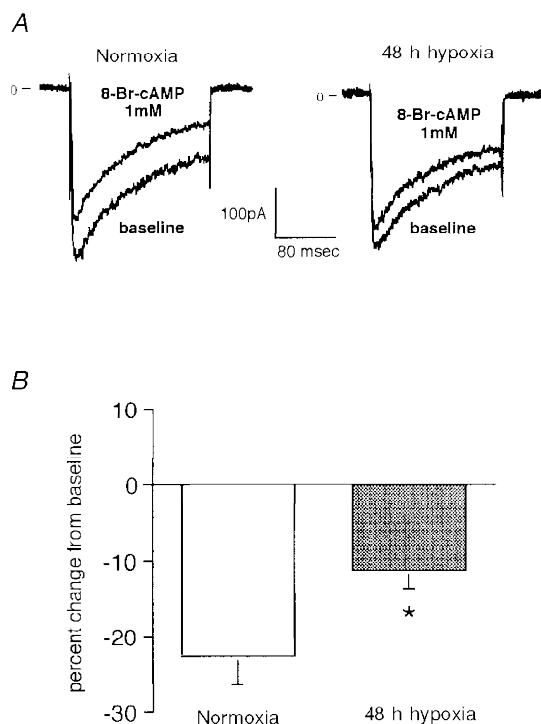 A
Normoxia
48 h hypoxia
0
8-Br-cAMP
1mM
baseline
0
8-Br-cAMP
1mM
baseline
100pA
80 msec
B
percent change from baseline
10
0
-10
-20
-30
*
Normoxia
48 h hypoxia